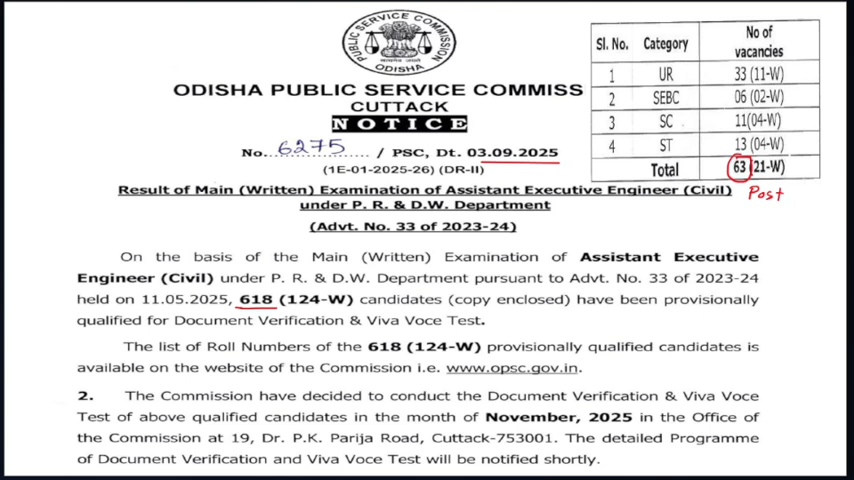 PUBLIC SERVICE COMMISSION
ODISHA
ODISHA PUBLIC SERVICE COMMISS
CUTTACK
NOTICE
No. 6275 / PSC, Dt. 03.09.2025
(1E-01-2025-26) (DR-II)
Sl. No. Category No of vacancies
1 UR 33 (11-W)
2 SEBC 06 (02-W)
3 SC 11(04-W)
4 ST 13 (04-W)
Total 63 (21-W)
Post
Result of Main (Written) Examination of Assistant Executive Engineer (Civil)
under P. R. & D.W. Department
(Advt. No. 33 of 2023-24)
On the basis of the Main (Written) Examination of Assistant Executive
Engineer (Civil) under P. R. & D.W. Department pursuant to Advt. No. 33 of 2023-24
held on 11.05.2025, 618 (124-W) candidates (copy enclosed) have been provisionally
qualified for Document Verification & Viva Voce Test.
The list of Roll Numbers of the 618 (124-W) provisionally qualified candidates is
available on the website of the Commission i.e. www.opsc.gov.in.
2. The Commission have decided to conduct the Document Verification & Viva Voce
Test of above qualified candidates in the month of November, 2025 in the Office of
the Commission at 19, Dr. P.K. Parija Road, Cuttack-753001. The detailed Programme
of Document Verification and Viva Voce Test will be notified shortly.